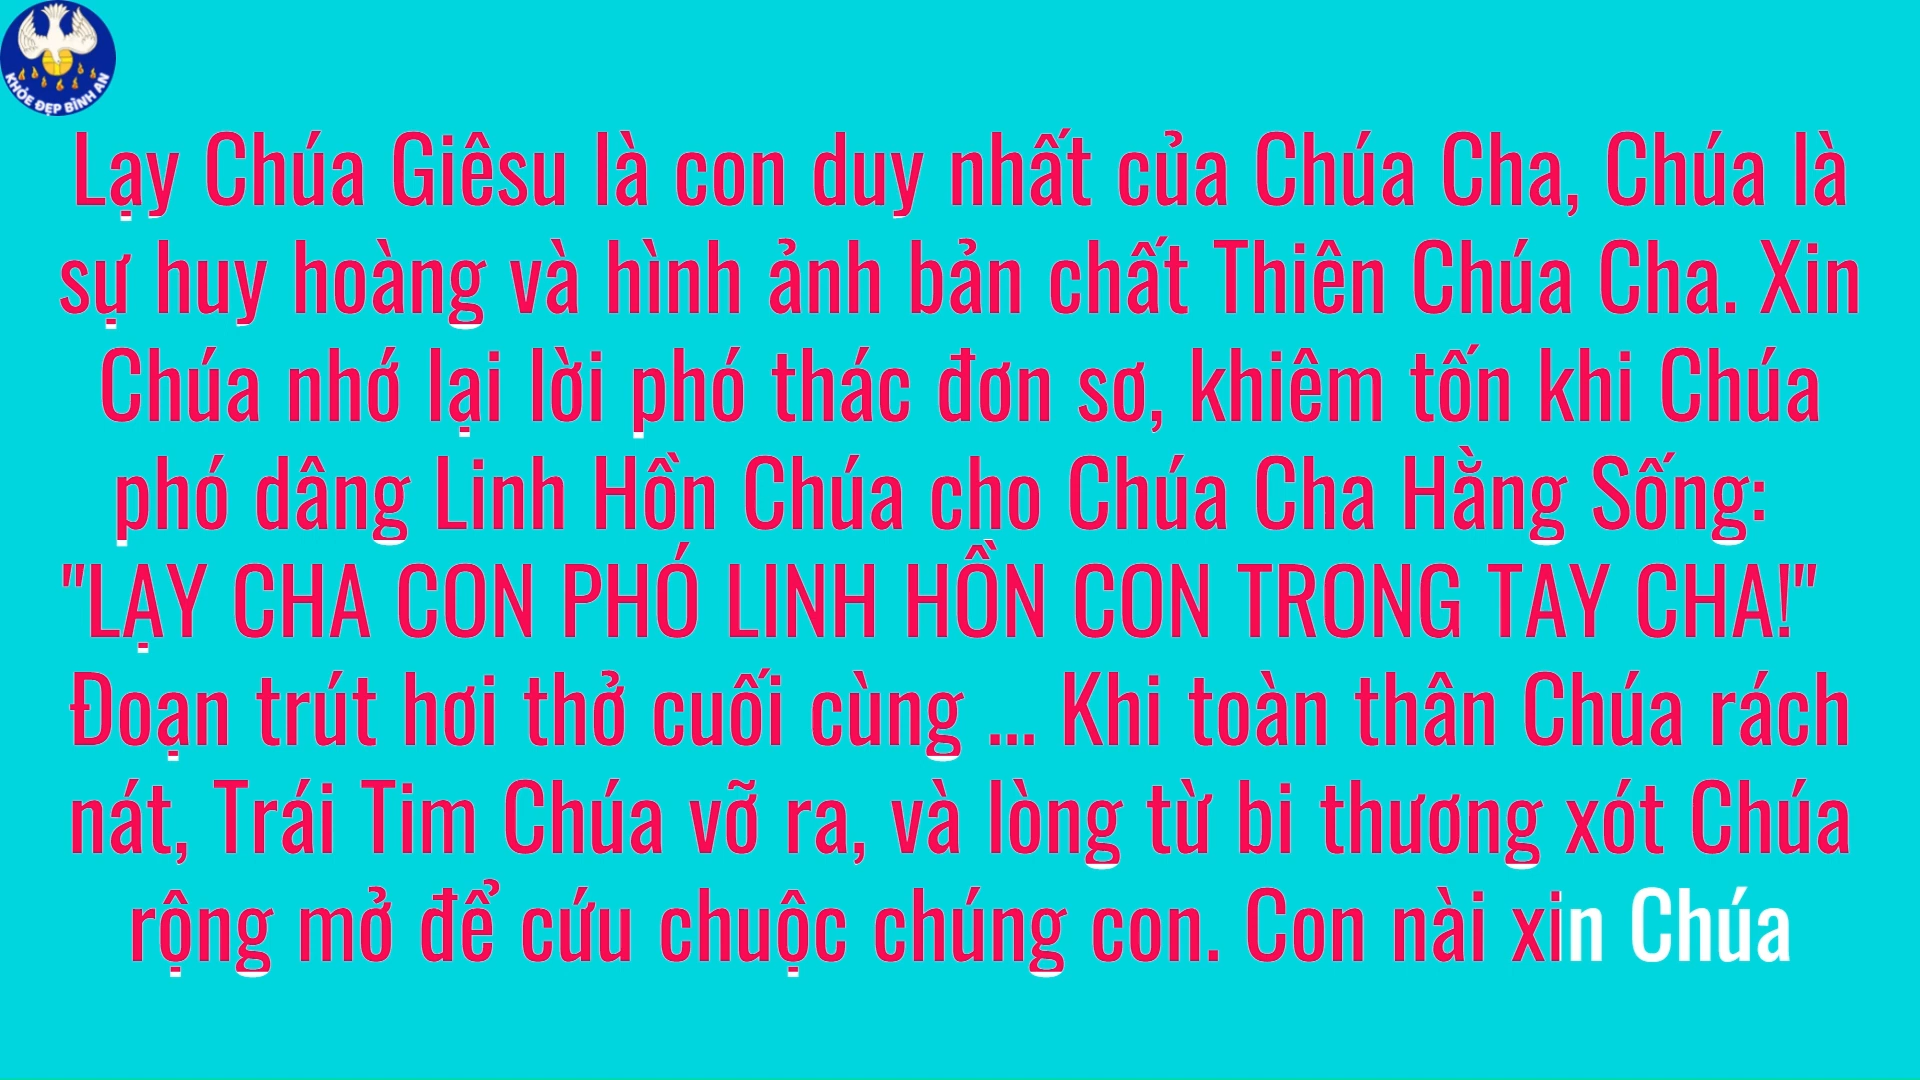 KHỎE ĐẸP BÌNH AN
Lạy Chúa Giêsu là con duy nhất của Chúa Cha, Chúa là
sự huy hoàng và hình ảnh bản chất Thiên Chúa Cha. Xin
Chúa nhớ lại lời phó thác đơn sơ, khiêm tốn khi Chúa
phó dâng Linh Hồn Chúa cho Chúa Cha Hằng Sống:
"LẠY CHA CON PHÓ LINH HỒN CON TRONG TAY CHA!"
Đoạn trút hơi thở cuối cùng ... Khi toàn thân Chúa rách
nát, Trái Tim Chúa vỡ ra, và lòng từ bi thương xót Chúa
rộng mở để cứu chuộc chúng con. Con nài xin Chúa